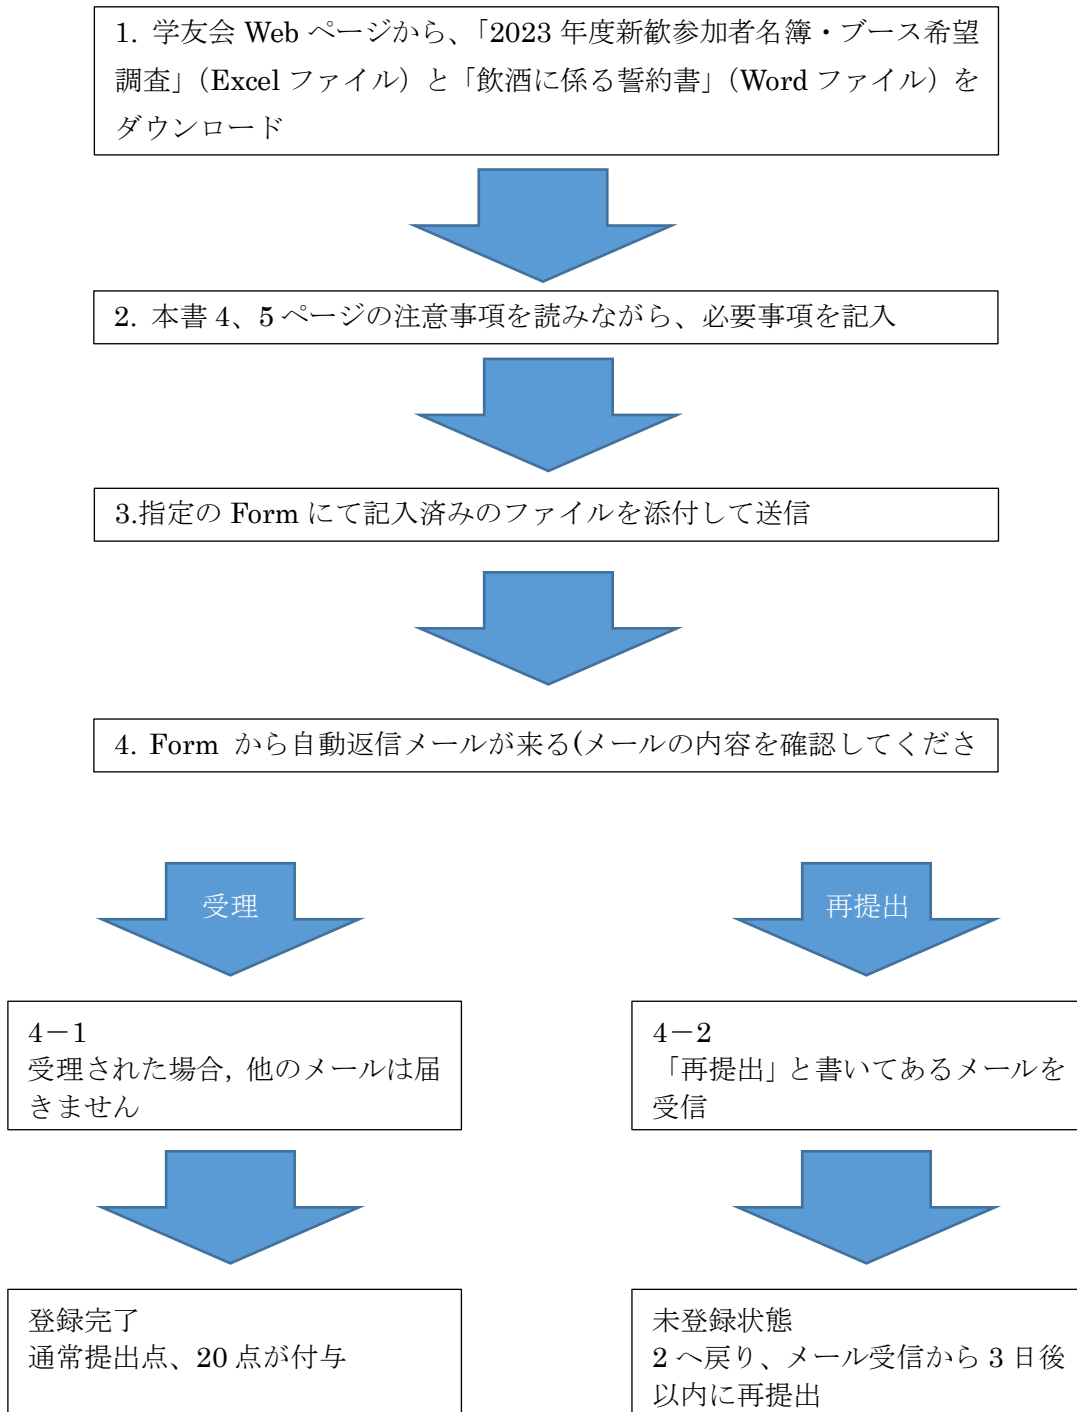 1. 学友会 Web ページから、「2023 年度新歓参加者名簿・ブース希望
調査」（Excel ファイル）と「飲酒に係る誓約書」（Word ファイル）を
ダウンロード
2. 本書 4、5 ページの注意事項を読みながら、必要事項を記入
3.指定の Form にて記入済みのファイルを添付して送信
4. Form から自動返信メールが来る(メールの内容を確認してくださ
受理
再提出
4－1
受理された場合, 他のメールは届
きません
4－2
「再提出」と書いてあるメールを
受信
登録完了
通常提出点、20 点が付与
未登録状態
2 へ戻り、メール受信から 3 日後
以内に再提出